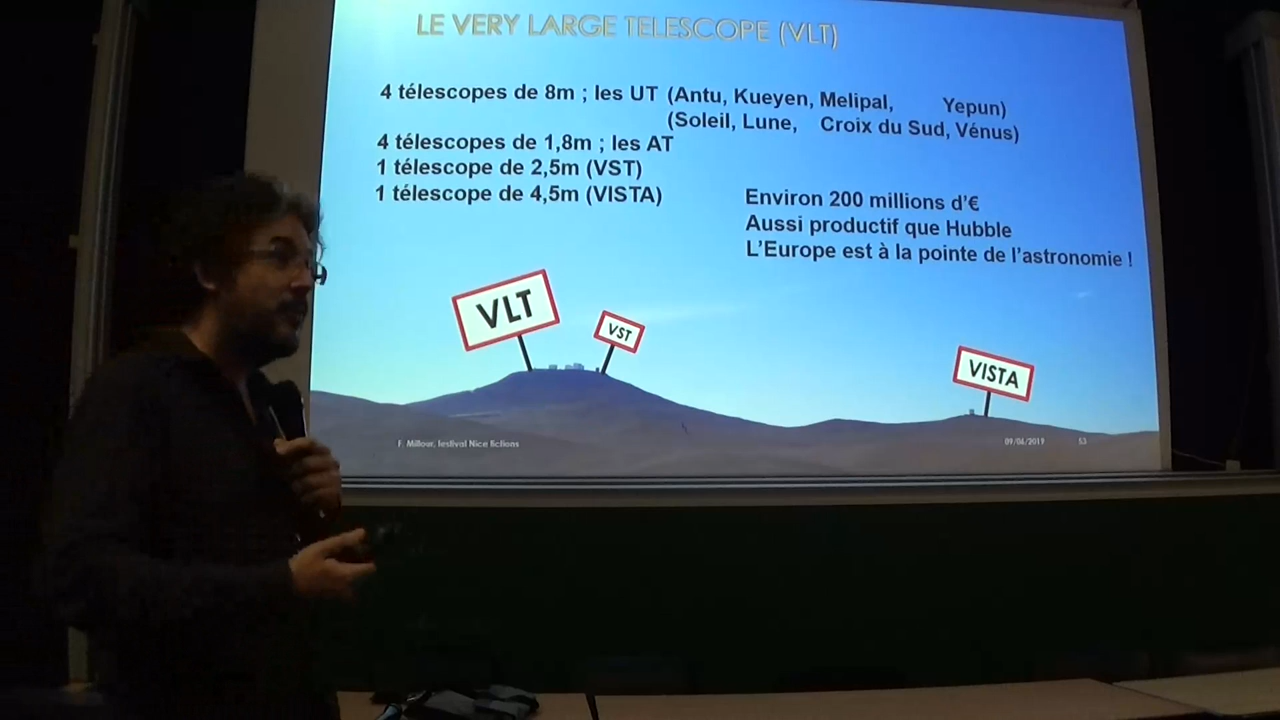 LE VERY LARGE TELESCOPE (VLT)
4 télescopes de 8m ; les UT (Antu, Kueyen, Melipal, Yepun)
(Soleil, Lune, Croix du Sud, Vénus)
4 télescopes de 1,8m ; les AT
1 télescope de 2,5m (VST)
1 télescope de 4,5m (VISTA)
Environ 200 millions d'€
Aussi productif que Hubble
L'Europe est à la pointe de l'astronomie !
VLT
VST
VISTA
F. Millour, festival Nice fictions
09/04/2019
53